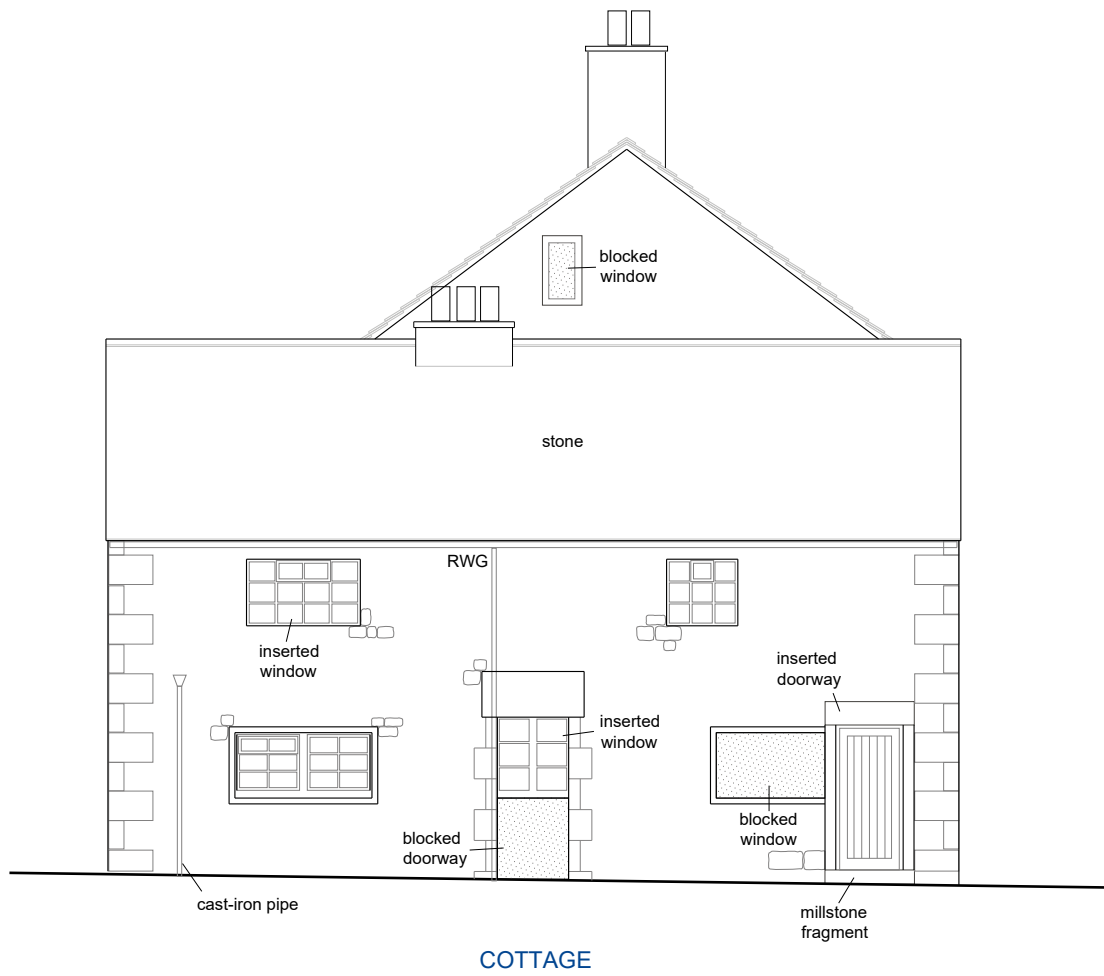 blocked
window
stone
RWG
inserted
window
inserted
doorway
inserted
window
blocked
doorway
blocked
window
cast-iron pipe
millstone
fragment
COTTAGE